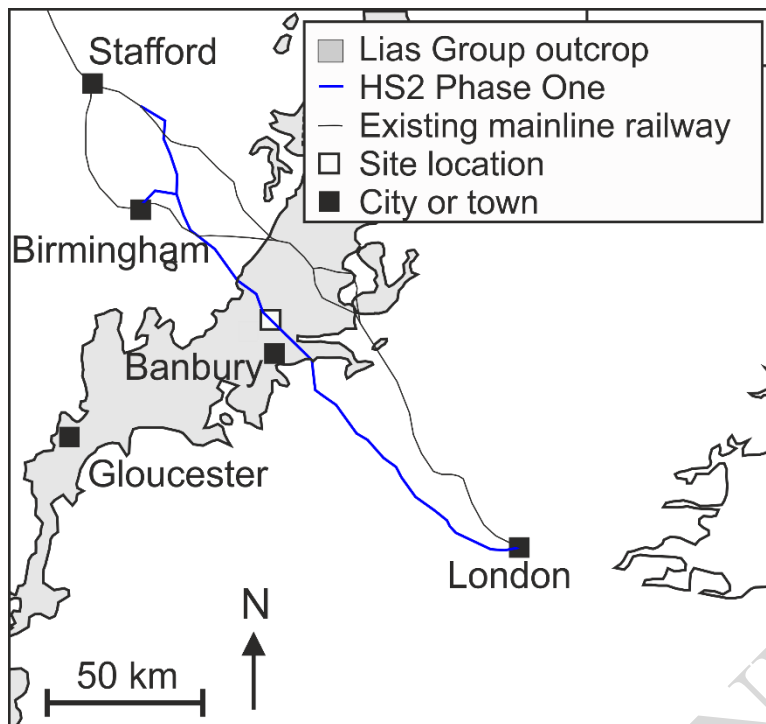 Stafford
Lias Group outcrop
HS2 Phase One
Existing mainline railway
Site location
City or town
Birmingham
Banbury
Gloucester
London
N
50 km